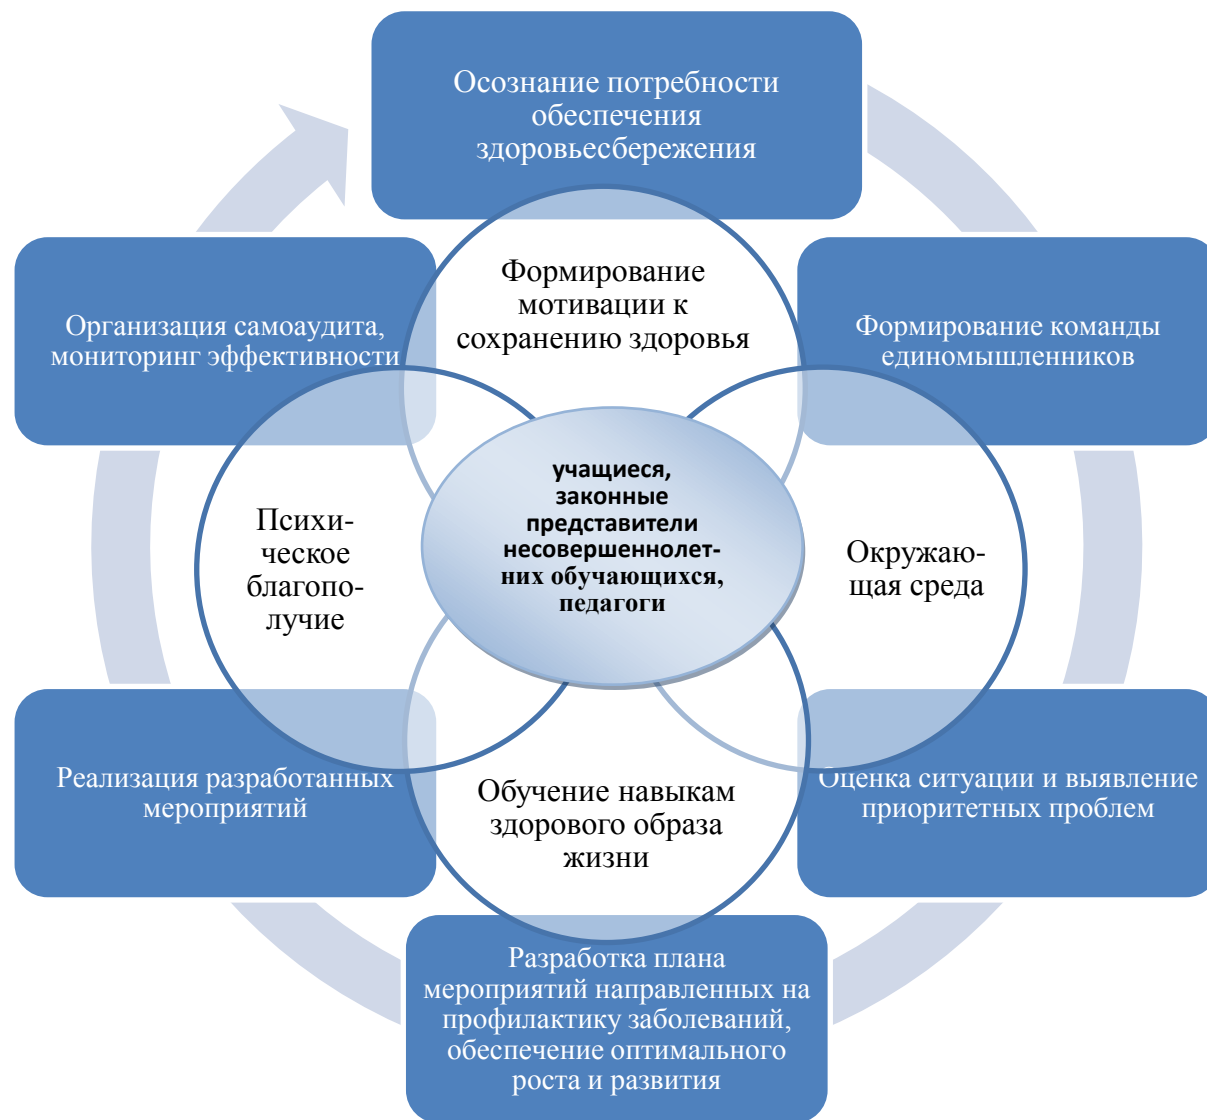 Осознание потребности
обеспечения
здоровьесбережения
Формирование
мотивации к
сохранению здоровья
Организация самоаудита,
мониторинг эффективности
Формирование команды
единомышленников
учащиеся,
законные
представители
несовершеннолет-
них обучающихся,
педагоги
Психи-
ческое
благопо-
лучие
Окружаю-
щая среда
Реализация разработанных
мероприятий
Обучение навыкам
здорового образа
жизни
Оценка ситуации и выявление
приоритетных проблем
Разработка плана
мероприятий направленных на
профилактику заболеваний,
обеспечение оптимального
роста и развития